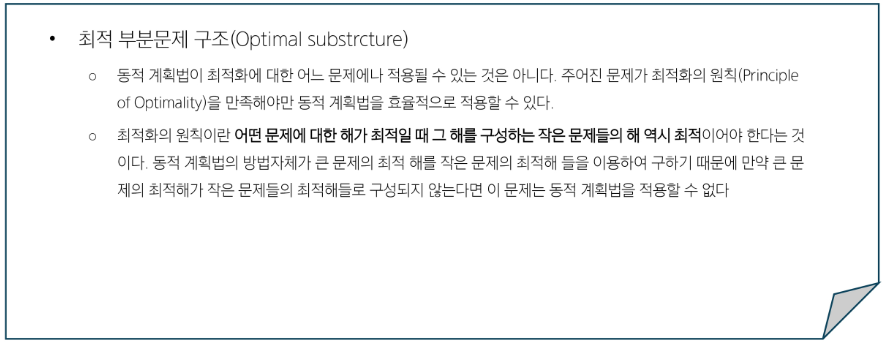 • 최적 부분문제 구조(Optimal substrcture)
○ 동적 계획법이 최적화에 대한 어느 문제에나 적용될 수 있는 것은 아니다. 주어진 문제가 최적화의 원칙(Principle
of Optimality)을 만족해야만 동적 계획법을 효율적으로 적용할 수 있다.
○ 최적화의 원칙이란 어떤 문제에 대한 해가 최적일 때 그 해를 구성하는 작은 문제들의 해 역시 최적이어야 한다는 것
이다. 동적 계획법의 방법자체가 큰 문제의 최적 해를 작은 문제의 최적해 들을 이용하여 구하기 때문에 만약 큰 문
제의 최적해가 작은 문제들의 최적해들로 구성되지 않는다면 이 문제는 동적 계획법을 적용할 수 없다